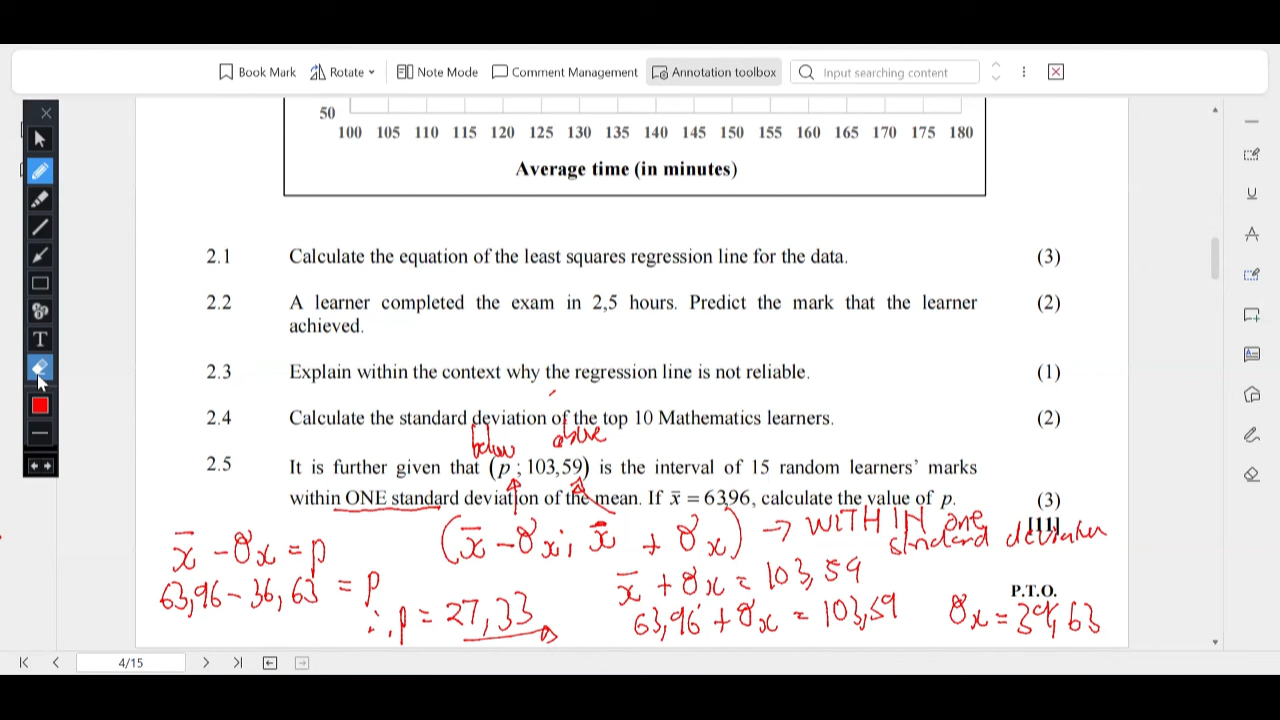 Book Mark Rotate Note Mode Comment Management Annotation toolbox Input searching content
50
100 105 110 115 120 125 130 135 140 145 150 155 160 165 170 175 180
Average time (in minutes)
2.1 Calculate the equation of the least squares regression line for the data. (3)
2.2 A learner completed the exam in 2,5 hours. Predict the mark that the learner (2)
achieved.
2.3 Explain within the context why the regression line is not reliable. (1)
2.4 Calculate the standard deviation of the top 10 Mathematics learners. (2)
below above
2.5 It is further given that (p ; 103,59) is the interval of 15 random learners' marks
within ONE standard deviation of the mean. If x̄ = 63,96, calculate the value of p. (3)
[11]
(x̄ - σx; x̄ + σx) → WITHIN one
standard deviation
x̄ - σx = p
x̄ + σx = 103,59
63,96 - 36,63 = p
P.T.O.
∴ p = 27,33
63,96 + σx = 103,59 σx = 39,63
4/15